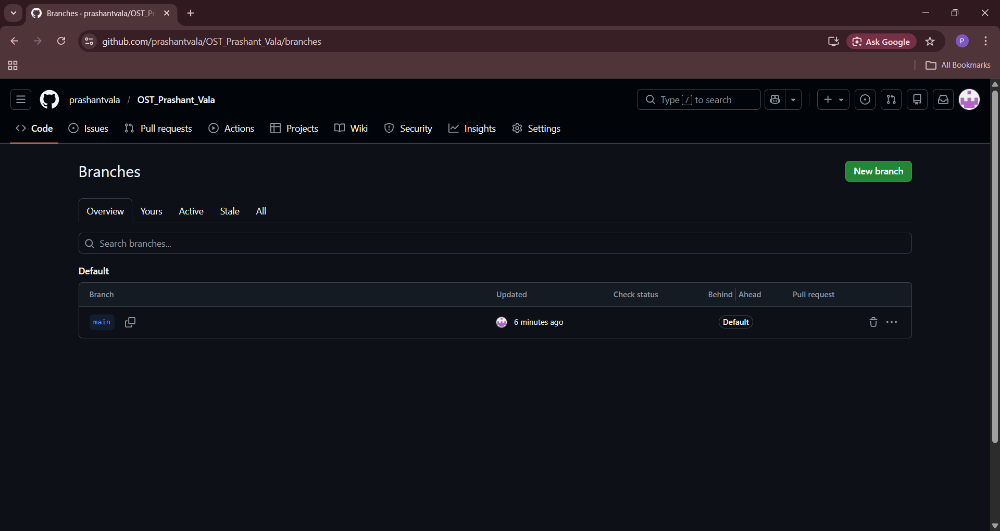 Branches · prashantvala/OST_Pr
github.com/prashantvala/OST_Prashant_Vala/branches
Ask Google
P
All Bookmarks
prashantvala / OST_Prashant_Vala
Type / to search
Code Issues Pull requests Actions Projects Wiki Security Insights Settings
Branches
New branch
Overview Yours Active Stale All
Search branches...
Default
Branch Updated Check status Behind Ahead Pull request
main 6 minutes ago Default